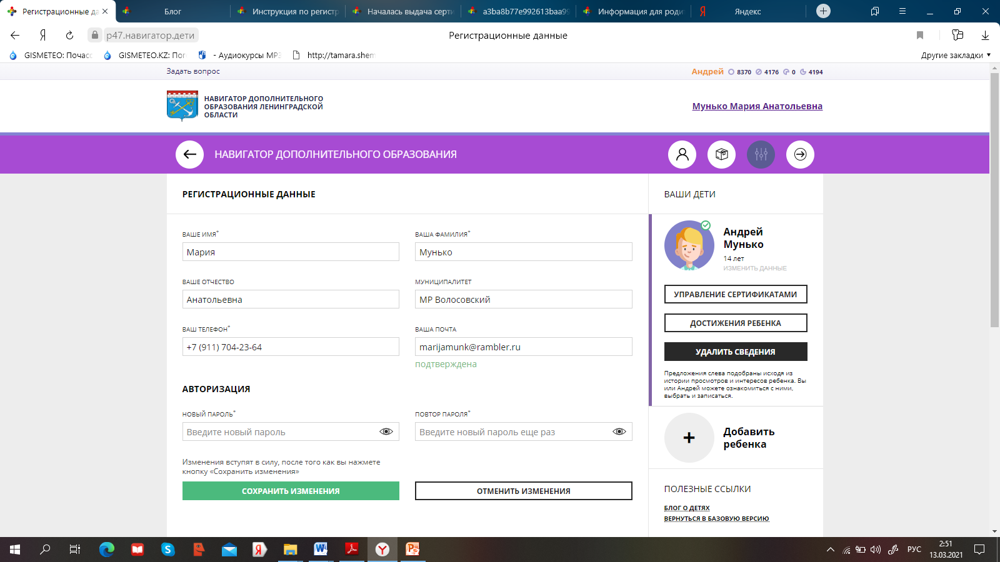 Регистрационные да
Блог
Инструкция по регистр
Началась выдача серти
a3ba8b77e992613baa99
Информация для роди
Яндекс
р47.навигатор.дети
Регистрационные данные
GISMETEO: Почасс
GISMETEO.KZ: Пог
- Аудиокурсы МР3
http://tamara.shem
Другие закладки
Задать вопрос
Андрей 8370 4176 0 4194
НАВИГАТОР ДОПОЛНИТЕЛЬНОГО
ОБРАЗОВАНИЯ ЛЕНИНГРАДСКОЙ
ОБЛАСТИ
Мунько Мария Анатольевна
НАВИГАТОР ДОПОЛНИТЕЛЬНОГО ОБРАЗОВАНИЯ
РЕГИСТРАЦИОННЫЕ ДАННЫЕ
ВАШЕ ИМЯ*
ВАША ФАМИЛИЯ*
Мария
Мунько
ВАШЕ ОТЧЕСТВО
МУНИЦИПАЛИТЕТ
Анатольевна
МР Волосовский
ВАШ ТЕЛЕФОН*
ВАША ПОЧТА
+7 (911) 704-23-64
marijamunk@rambler.ru
подтверждена
АВТОРИЗАЦИЯ
НОВЫЙ ПАРОЛЬ*
ПОВТОР ПАРОЛЯ*
Введите новый пароль
Введите новый пароль еще раз
Изменения вступят в силу, после того как вы нажмете
кнопку «Сохранить изменения»
СОХРАНИТЬ ИЗМЕНЕНИЯ
ОТМЕНИТЬ ИЗМЕНЕНИЯ
ВАШИ ДЕТИ
Андрей
Мунько
14 лет
ИЗМЕНИТЬ ДАННЫЕ
УПРАВЛЕНИЕ СЕРТИФИКАТАМИ
ДОСТИЖЕНИЯ РЕБЕНКА
УДАЛИТЬ СВЕДЕНИЯ
Предложения слева подобраны исходя из
истории просмотров и интересов ребенка. Вы
или Андрей можете ознакомиться с ними,
выбрать и записаться.
+
Добавить
ребенка
ПОЛЕЗНЫЕ ССЫЛКИ
БЛОГ О ДЕТЯХ
ВЕРНУТЬСЯ В БАЗОВУЮ ВЕРСИЮ
РУС
2:51
13.03.2021